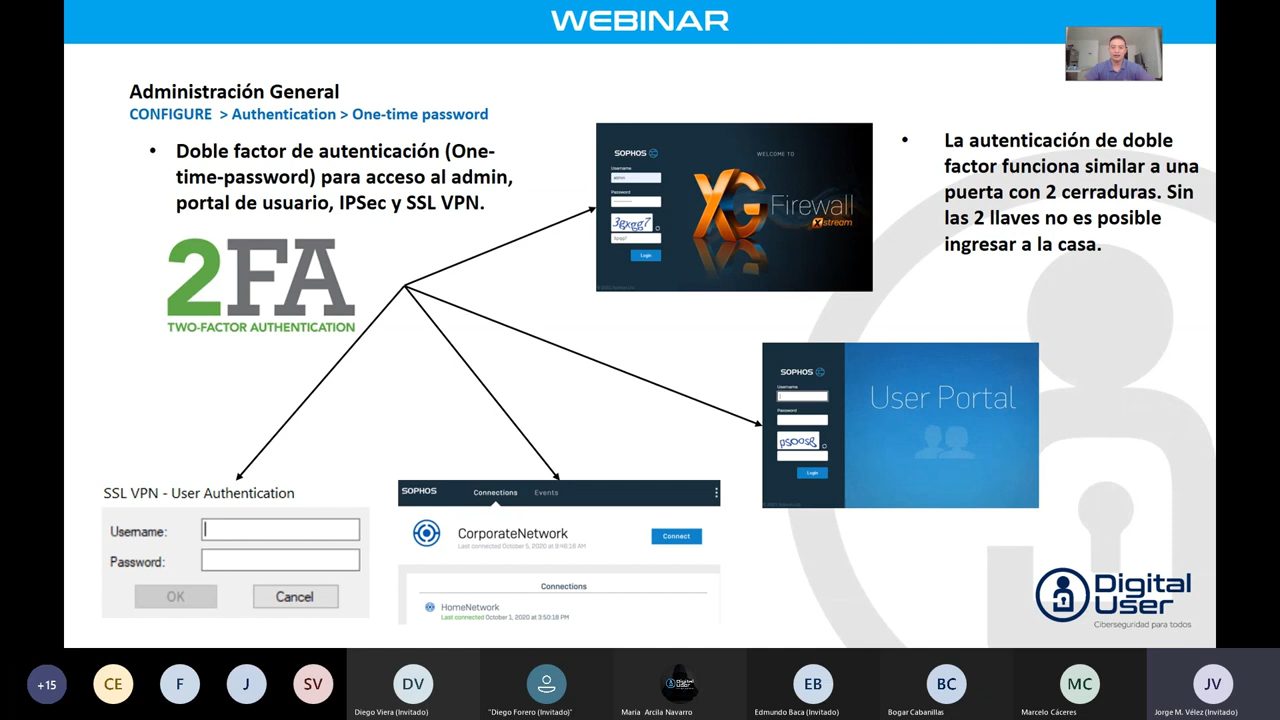 WEBINAR
Administración General
CONFIGURE > Authentication > One-time password
• Doble factor de autenticación (One-
time-password) para acceso al admin,
portal de usuario, IPSec y SSL VPN.
2FA
TWO-FACTOR AUTHENTICATION
SOPHOS
Username
admin
Password
3gxgg7
Login
WELCOME TO
XG Firewall
Xstream
• La autenticación de doble
factor funciona similar a una
puerta con 2 cerraduras. Sin
las 2 llaves no es posible
ingresar a la casa.
SOPHOS
Username
Password
psoosg
Login
User Portal
SSL VPN - User Authentication
Username:
Password:
OK
Cancel
SOPHOS
Connections
Events
CorporateNetwork
Last connected October 5, 2020 at 9:48:18 AM
Connect
Connections
HomeNetwork
Last connected October 1, 2020 at 3:50:18 PM
Digital
User
Ciberseguridad para todos
+15
CE
F
J
SV
DV
Diego Viera (Invitado)
"Diego Forero (Invitado)"
Digital
User
Maria Arcila Navarro
EB
Edmundo Baca (Invitado)
BC
Bogar Cabanillas
MC
Marcelo Cáceres
JV
Jorge M. Vélez (Invitado)